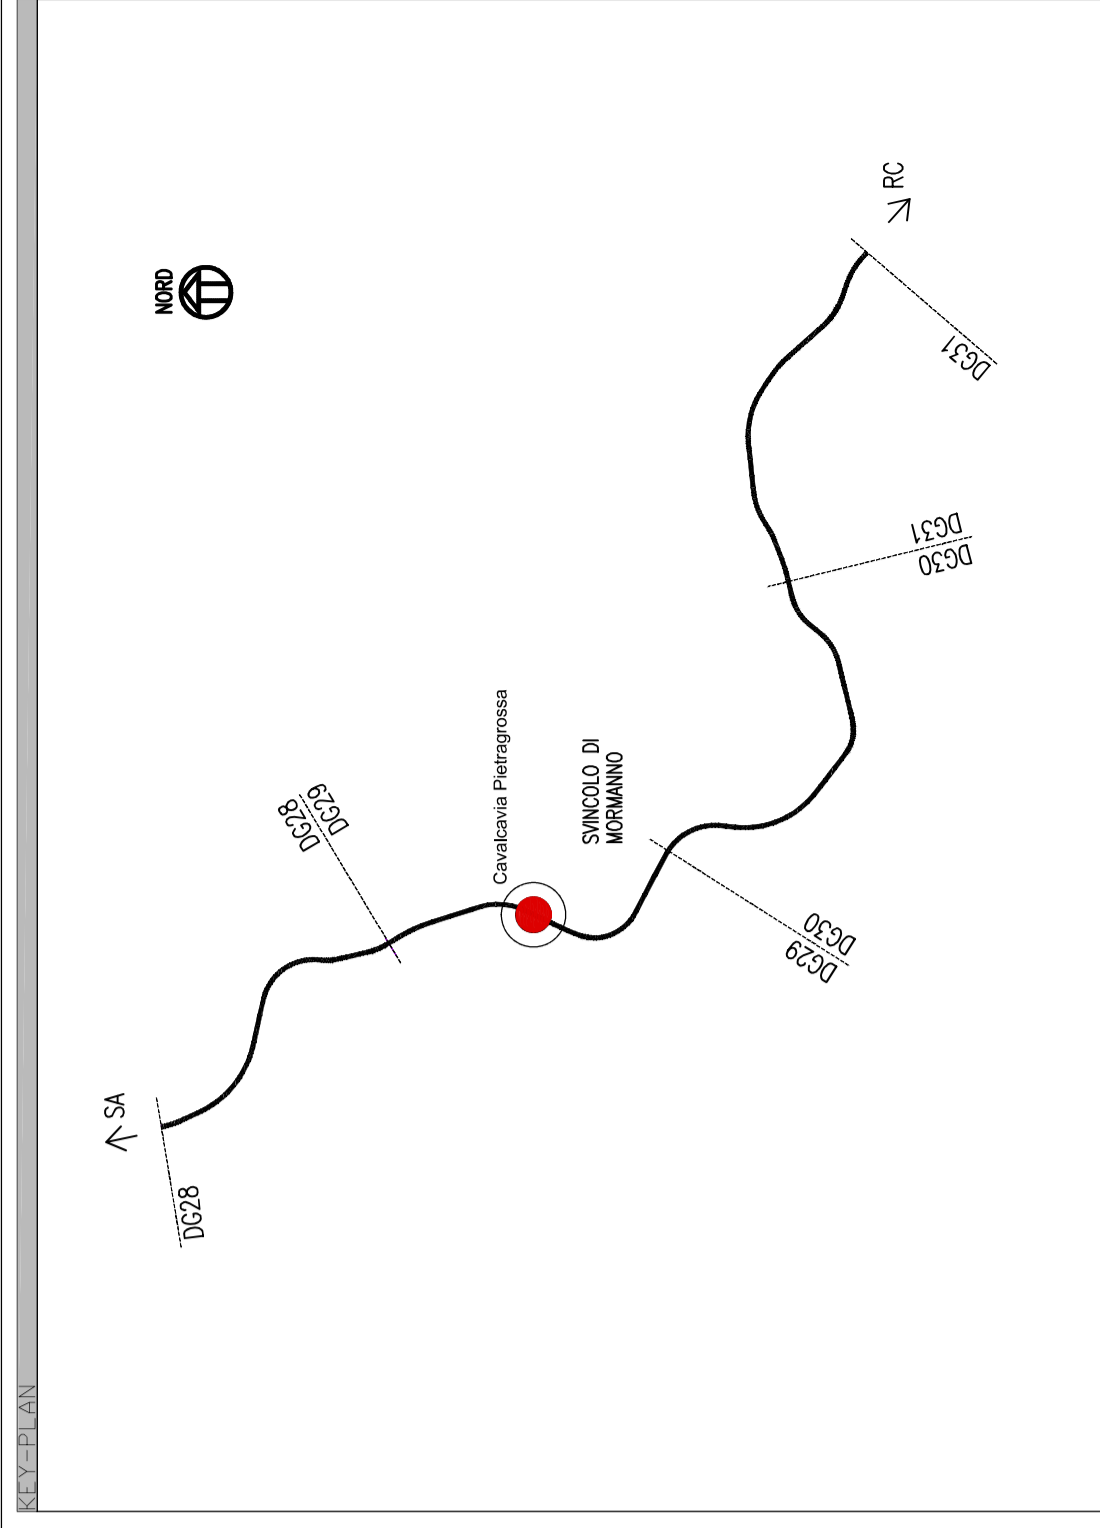 KEY-PLAN
SA
DG28
DG28
DG29
NORD
Cavalcavia Pietragrossa
SVINCOLO DI
MORMANNO
DG29
DG30
DG30
DG31
DG31
RC